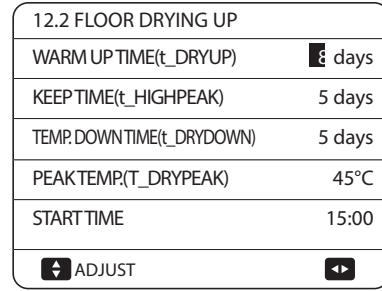 12.2 FLOOR DRYING UP
WARM UP TIME(t_DRYUP) 8 days
KEEP TIME(t_HIGHPEAK) 5 days
TEMP. DOWN TIME(t_DRYDOWN) 5 days
PEAK TEMP.(T_DRYPEAK) 45°C
START TIME 15:00
ADJUST